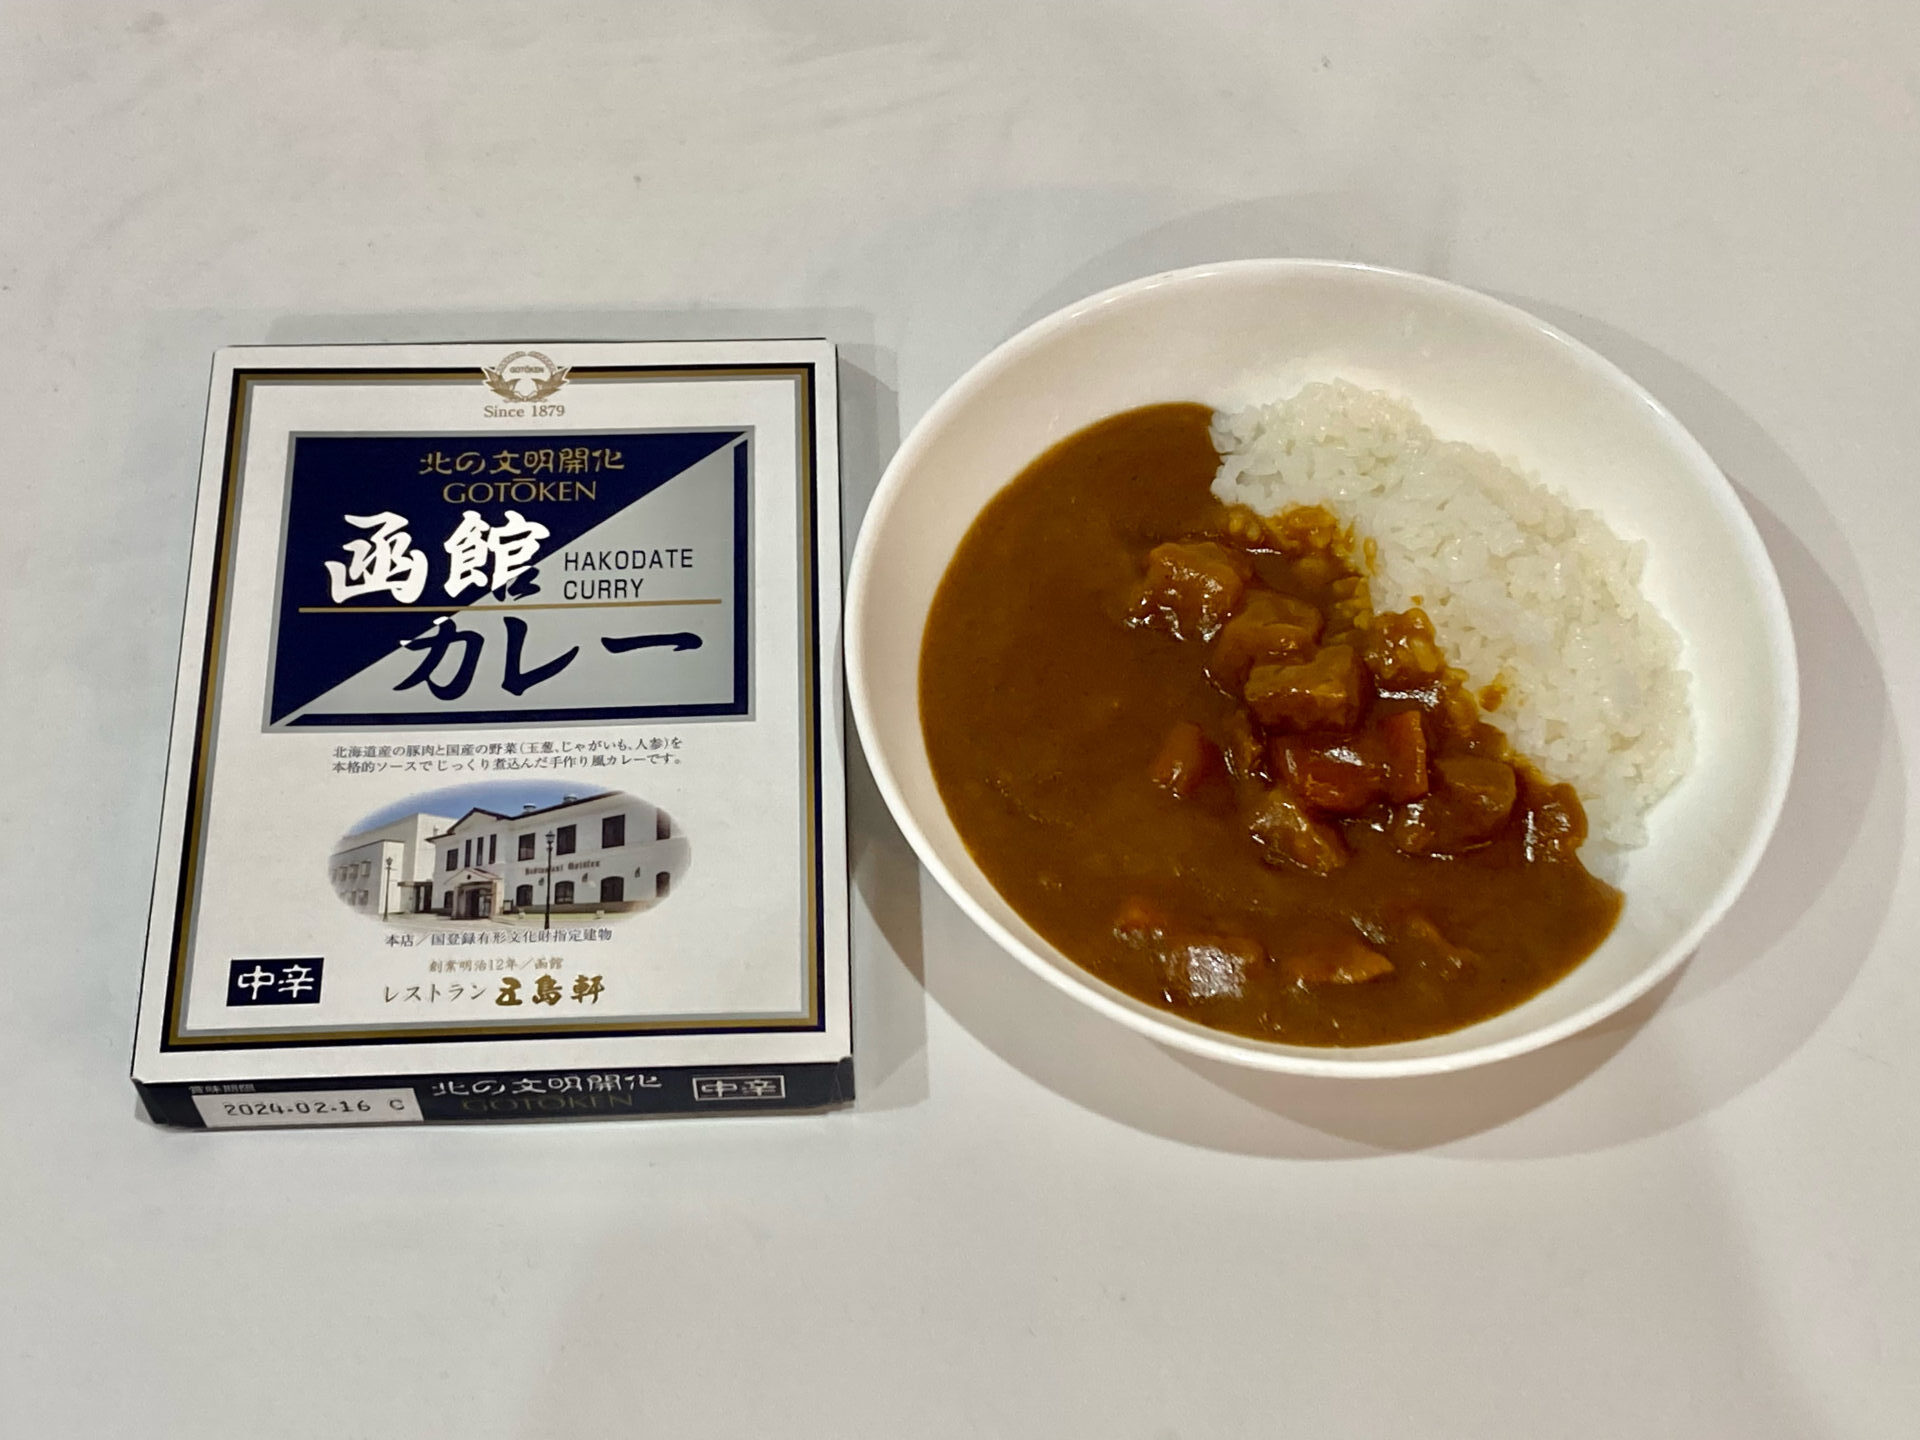 GOTŌKEN
Since 1879
北の文明開化
GOTŌKEN
函館
HAKODATE
CURRY
カレー
北海道産の豚肉と国産の野菜(玉葱、じゃがいも、人参)を
本格的ソースでじっくり煮込んだ手作り風カレーです。
Restaurant Gotōken
本店/国登録有形文化財指定建物
創業明治12年/函館
レストラン 五島軒
中辛
賞味期限
2024.02.16 C
北の文明開化
GOTŌKEN
中辛